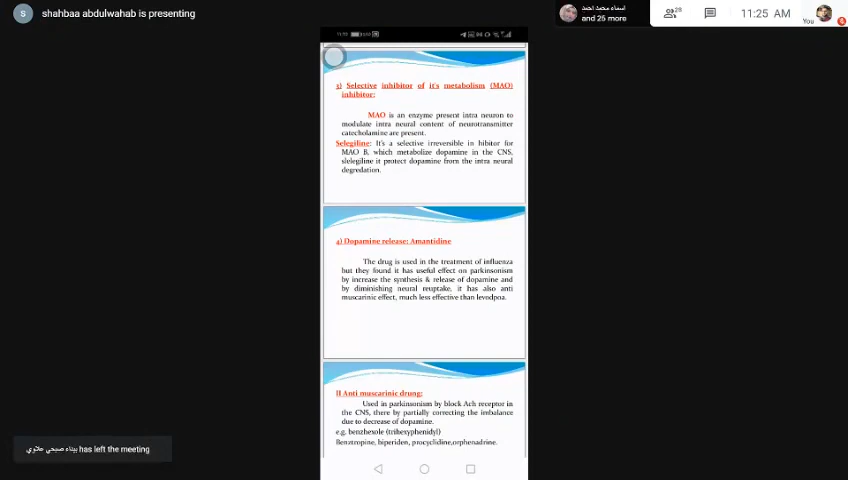 S shahbaa abdulwahab is presenting
اسماء محمد احمد
and 25 more
11:25 AM
You
3) Selective inhibitor of it's metabolism (MAO)
inhibitor:
MAO is an enzyme present intra neuron to
modulate intra neural content of neurotransmitter
catecholamine are present.
Selegiline: It's a selective irreversible in hibitor for
MAO B, which metabolize dopamine in the CNS,
slelegiline it protect dopamine from the intra neural
degredation.
4) Dopamine release: Amantidine
The drug is used in the treatment of influenza
but they found it has useful effect on parkinsonism
by increase the synthesis & release of dopamine and
by diminishing neural reuptake, it has also anti
muscarinic effect, much less effective than levodpoa.
II Anti muscarinic drung:
Used in parkinsonism by block Ach receptor in
the CNS, there by partially correcting the imbalance
due to decrease of dopamine.
e.g. benzhexole (trihexyphenidyl)
Benztropine, biperiden, procyclidine,orphenadrine.
صبحي حلاوي has left the meeting